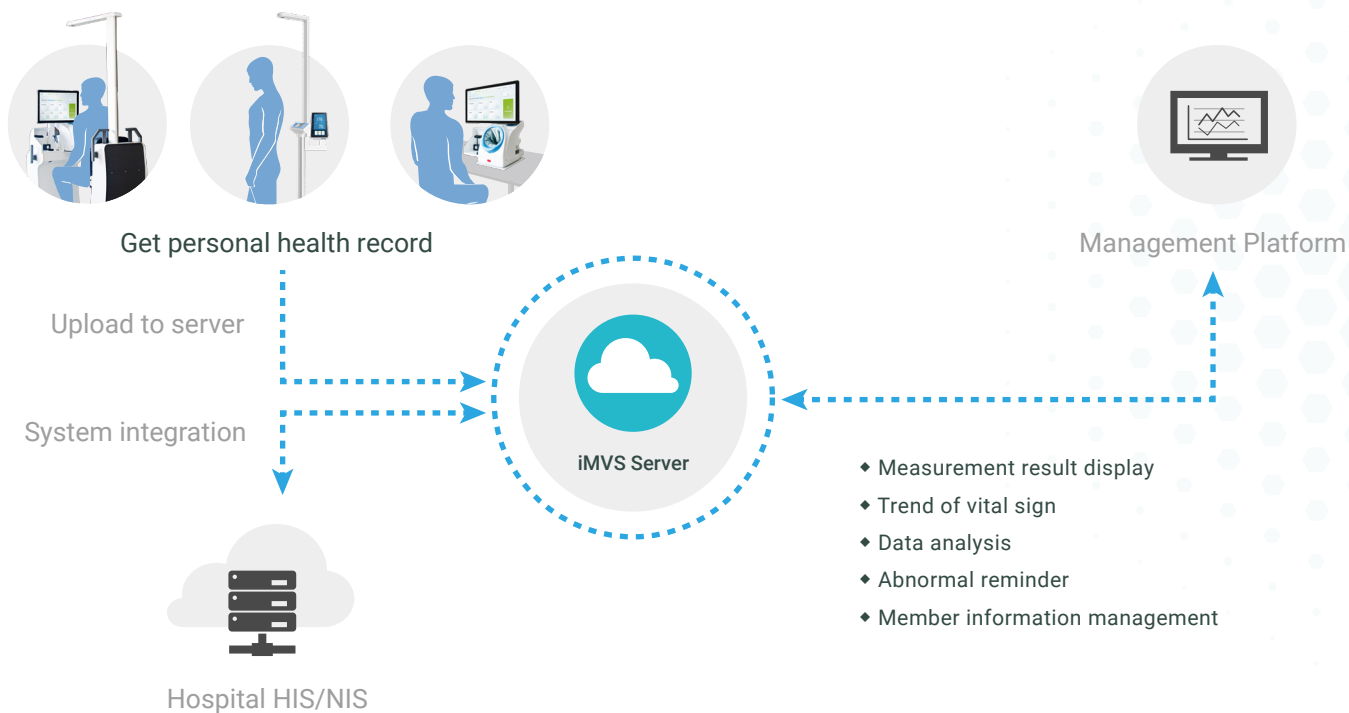 Get personal health record
Management Platform
Upload to server
System integration
iMVS Server
Measurement result display
Trend of vital sign
Data analysis
Abnormal reminder
Member information management
Hospital HIS/NIS